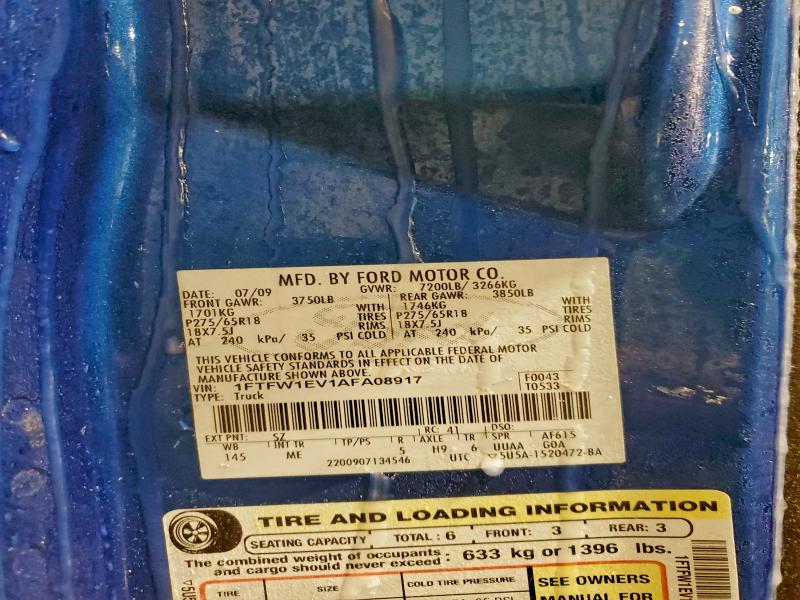 MFD. BY FORD MOTOR CO.
DATE: 07/09 GVWR: 7200LB/ 3266KG
FRONT GAWR: 3750LB REAR GAWR: 3850LB
1701KG WITH 1746KG WITH
P275/65R18 TIRES P275/65R18 TIRES
18X7.5J RIMS 18X7.5J RIMS
AT 240 kPa/ 35 PSI COLD AT 240 kPa/ 35 PSI COLD
THIS VEHICLE CONFORMS TO ALL APPLICABLE FEDERAL MOTOR
VEHICLE SAFETY STANDARDS IN EFFECT ON THE DATE OF
MANUFACTURE SHOWN ABOVE.
VIN: 1FTFW1EV1AFA08917 F0043
TYPE: Truck T0533
EXT PNT: SZ RC: 41 DSO:
WB INT TR TP/PS R AXLE TR SPR AF615
145 ME 5 H9 6 UUAA G0A
2200907134546 UTC 5U5A-1520472-BA
TIRE AND LOADING INFORMATION
SEATING CAPACITY TOTAL : 6 FRONT: 3 REAR: 3
The combined weight of occupants and cargo should never exceed : 633 kg or 1396 lbs.
TIRE SIZE COLD TIRE PRESSURE SEE OWNERS
MANUAL FOR
1FTFW1EV